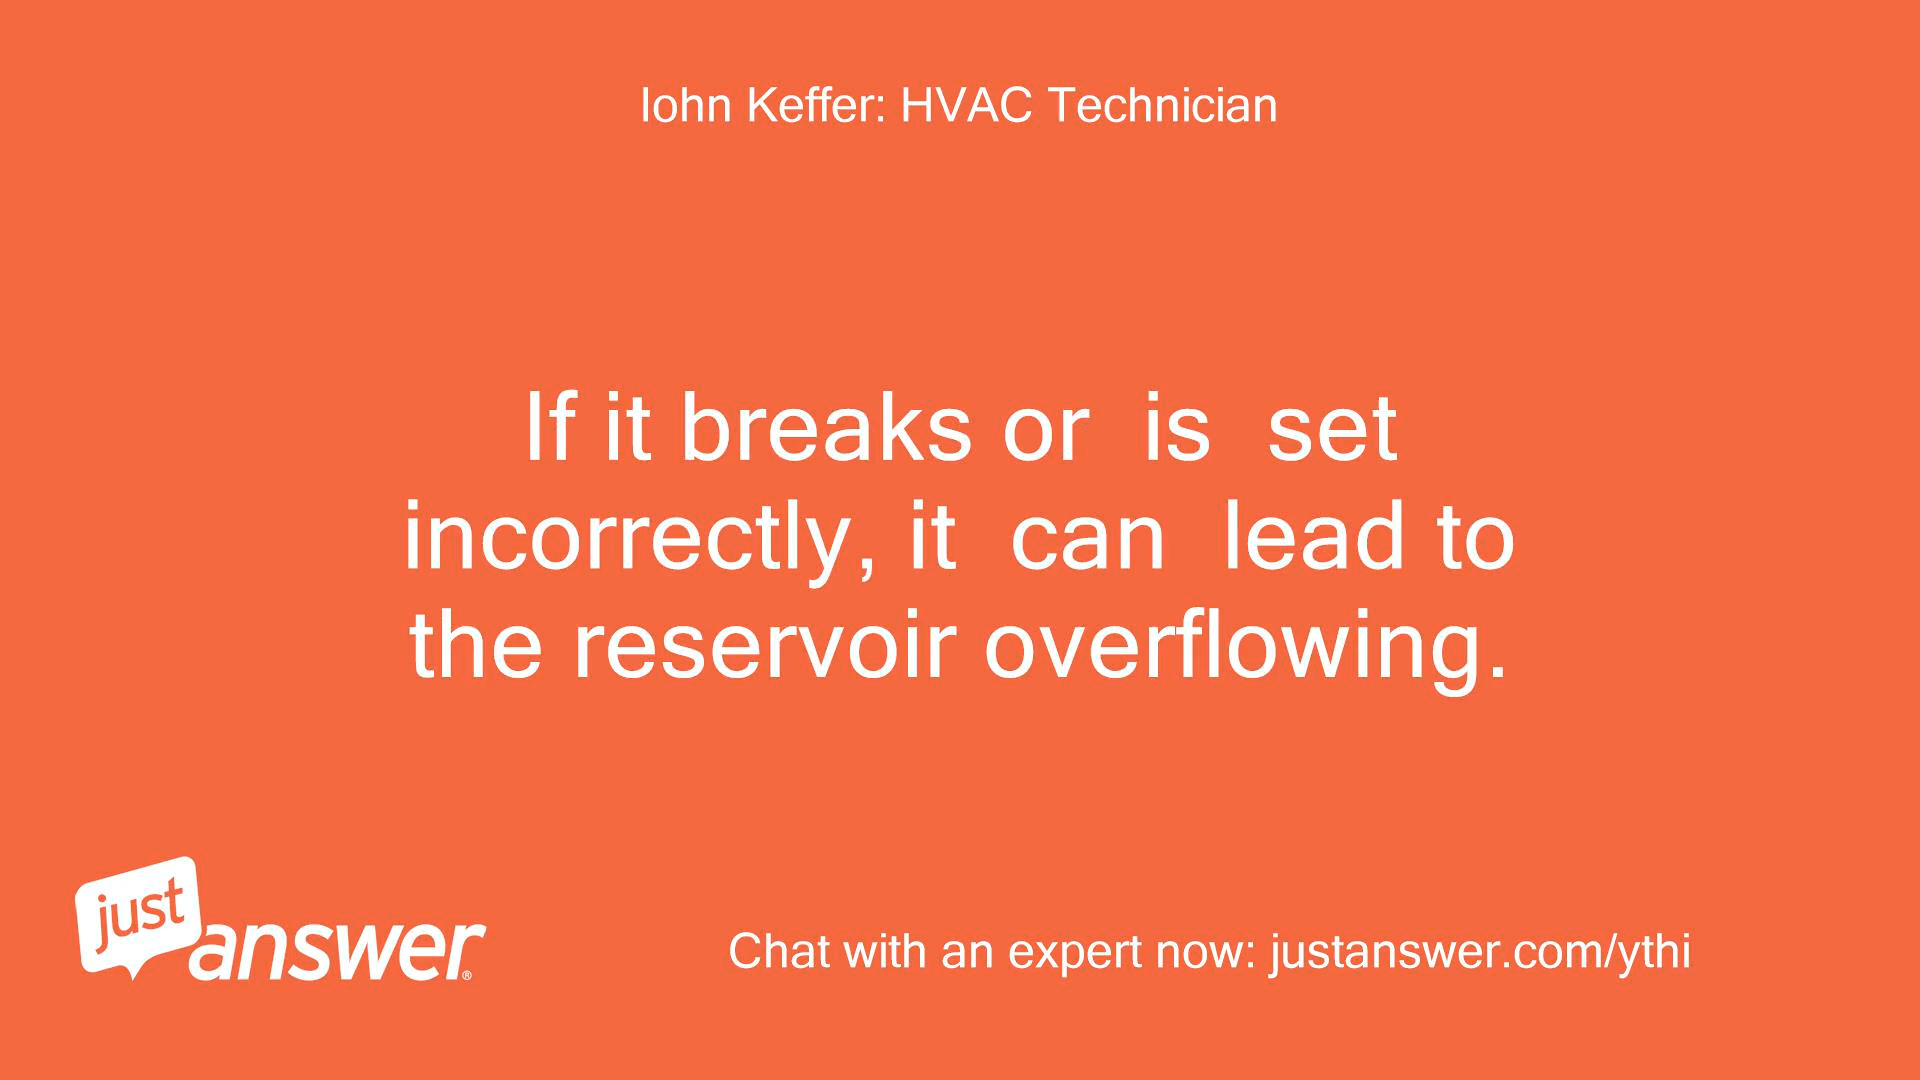 Iohn Keffer: HVAC Technician
If it breaks or is set
incorrectly, it can lead to
the reservoir overflowing.
just
answer®
Chat with an expert now: justanswer.com/ythi